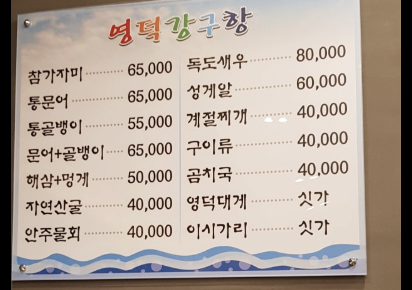 영덕강구항
참가자미 65,000
통문어 65,000
통골뱅이 55,000
문어+골뱅이 65,000
해삼+멍게 50,000
자연산굴 40,000
안주물회 40,000
독도새우 80,000
성게알 60,000
계절찌개 40,000
구이류 40,000
곰치국 40,000
영덕대게 싯가
이시가리 싯가